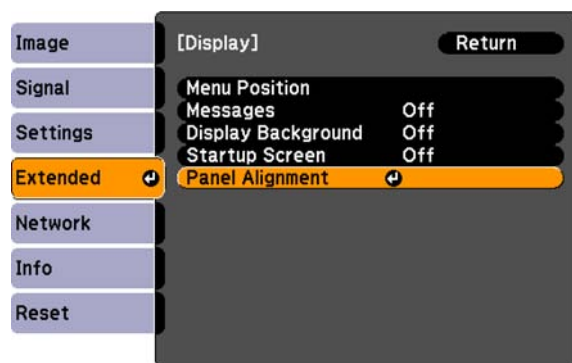 Image
Signal
Settings
Extended
Network
Info
Reset
[Display] Return
Menu Position
Messages Off
Display Background Off
Startup Screen Off
Panel Alignment